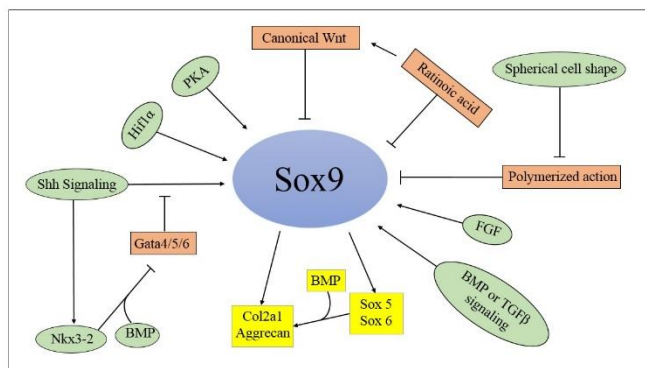 Canonical Wnt
Ratinoic acid
Spherical cell shape
PKA
Hif1α
Shh Signaling
Sox9
Polymerized action
Gata4/5/6
FGF
BMP or TGFβ
signaling
BMP
Col2a1
Aggrecan
Sox 5
Sox 6
Nkx3-2
BMP